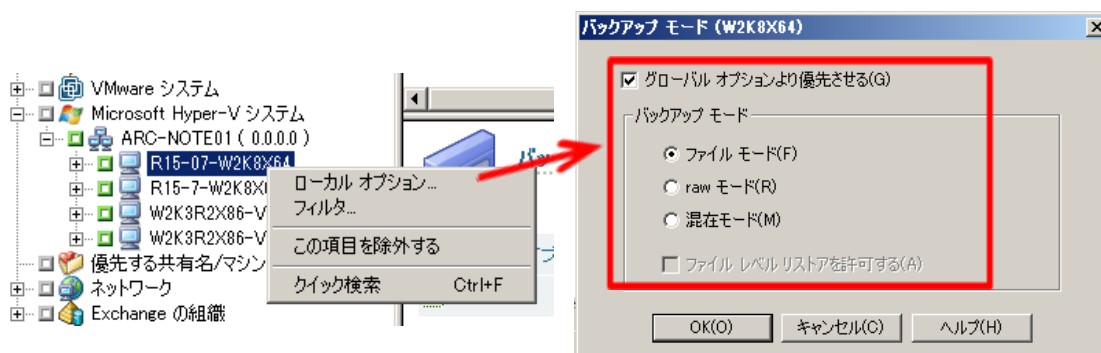 VMware システム
Microsoft Hyper-V システム
ARC-NOTE01 ( 0.0.0.0 )
R15-07-W2K8X64
R15-7-W2K8X
W2K3R2X86-V
W2K3R2X86-V
優先する共有名/マシン
ネットワーク
Exchange の組織
ローカル オプション...
フィルタ...
この項目を除外する
クイック検索 Ctrl+F
バックアップ モード (W2K8X64)
グローバル オプションより優先させる(G)
バックアップ モード
ファイル モード(F)
raw モード(R)
混在モード(M)
ファイル レベル リストアを許可する(A)
OK(O) キャンセル(C) ヘルプ(H)